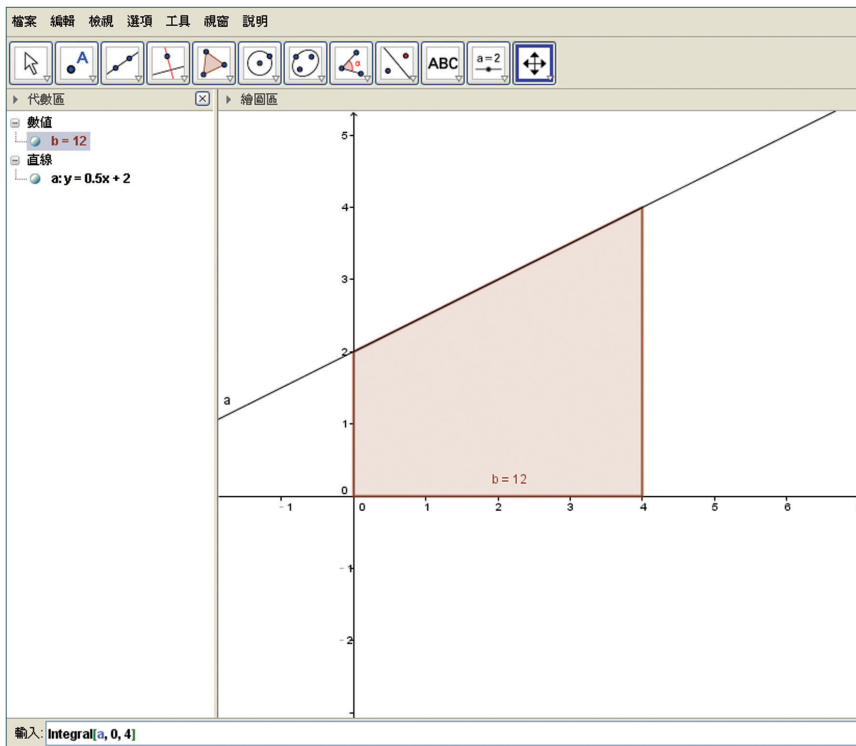 檔案 編輯 檢視 選項 工具 視窗 說明
A α ABC a=2
代數區
繪圖區
數值
b = 12
直線
a: y = 0.5x + 2
5
4
3
2
a
1
b = 12
0
-1 0 1 2 3 4 5 6
-1
-2
輸入: Integral[a, 0, 4]